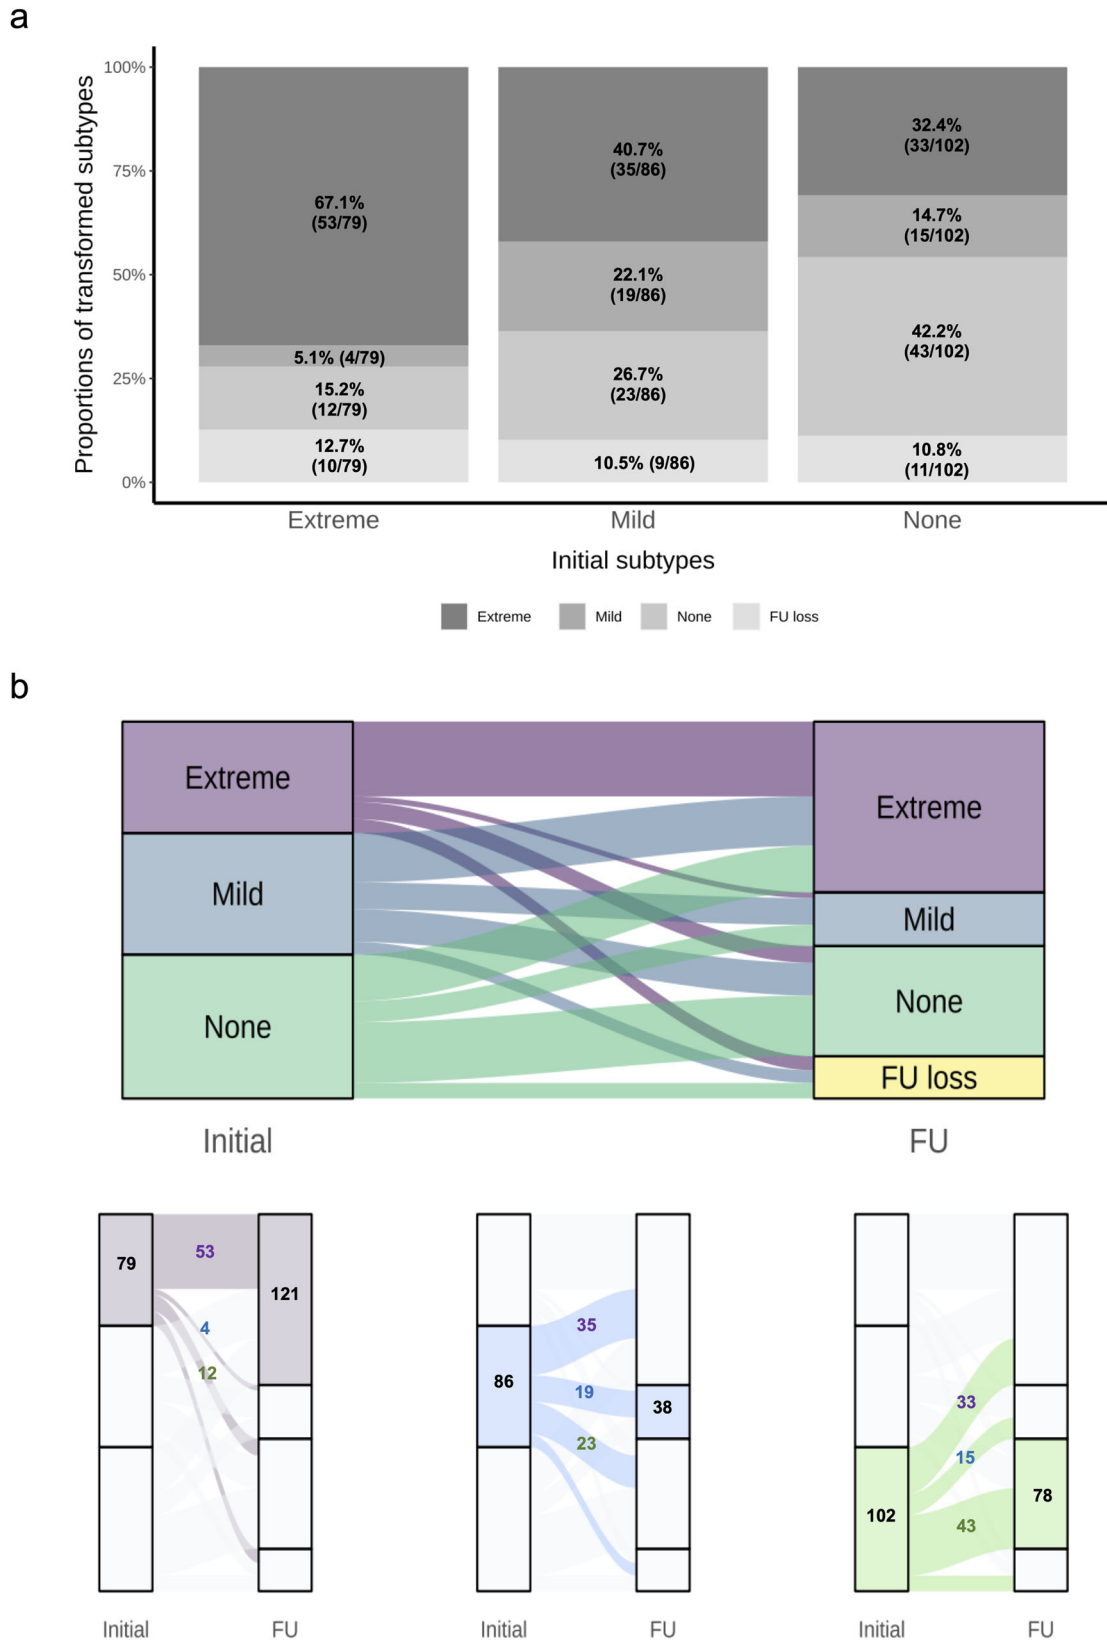 a
Proportions of transformed subtypes
100%
75%
50%
25%
0%
67.1%
(53/79)
5.1% (4/79)
15.2%
(12/79)
12.7%
(10/79)
40.7%
(35/86)
22.1%
(19/86)
26.7%
(23/86)
10.5% (9/86)
32.4%
(33/102)
14.7%
(15/102)
42.2%
(43/102)
10.8%
(11/102)
Extreme
Mild
None
Initial subtypes
Extreme
Mild
None
FU loss
b
Extreme
Mild
None
Extreme
Mild
None
FU loss
Initial
FU
79
53
4
12
121
Initial
FU
86
35
19
23
38
Initial
FU
102
33
15
43
78
Initial
FU